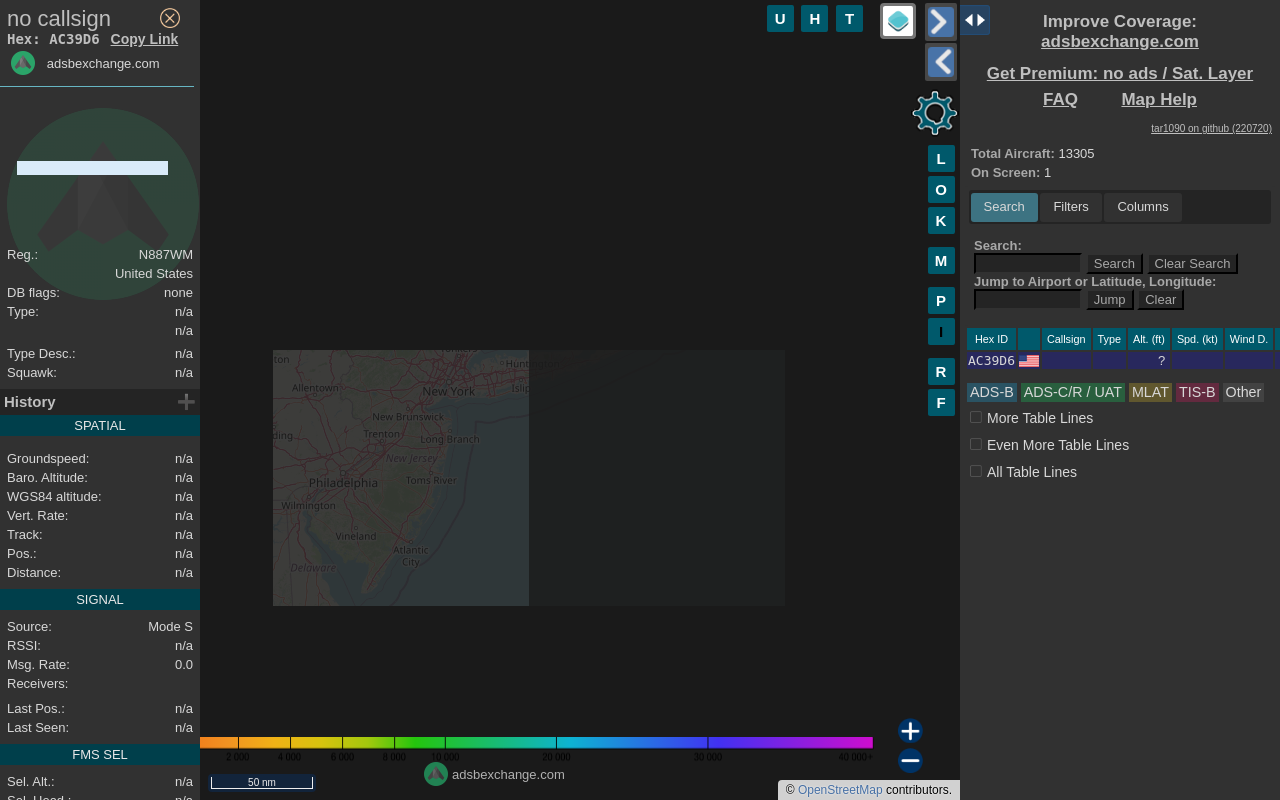 no callsign
Hex: AC39D6 Copy Link
adsbexchange.com
Reg.: N887WM
United States
DB flags: none
Type: n/a
n/a
Type Desc.: n/a
Squawk: n/a
History
SPATIAL
Groundspeed: n/a
Baro. Altitude: n/a
WGS84 altitude: n/a
Vert. Rate: n/a
Track: n/a
Pos.: n/a
Distance: n/a
SIGNAL
Source: Mode S
RSSI: n/a
Msg. Rate: 0.0
Receivers:
Last Pos.: n/a
Last Seen: n/a
FMS SEL
Sel. Alt.: n/a
Sel. Head.: n/a
U H T
L
O
K
M
P
I
R
F
Allentown
New York
Islip
New Brunswick
Trenton
Long Branch
New Jersey
Philadelphia
Toms River
Wilmington
Vineland
Atlantic
City
Delaware
2 000 4 000 6 000 8 000 10 000 20 000 30 000 40 000+
50 nm
adsbexchange.com
© OpenStreetMap contributors.
Improve Coverage:
adsbexchange.com
Get Premium: no ads / Sat. Layer
FAQ Map Help
tar1090 on github (220720)
Total Aircraft: 13305
On Screen: 1
Search Filters Columns
Search:
Search Clear Search
Jump to Airport or Latitude, Longitude:
Jump Clear
Hex ID Callsign Type Alt. (ft) Spd. (kt) Wind D.
AC39D6 ?
ADS-B ADS-C/R / UAT MLAT TIS-B Other
More Table Lines
Even More Table Lines
All Table Lines